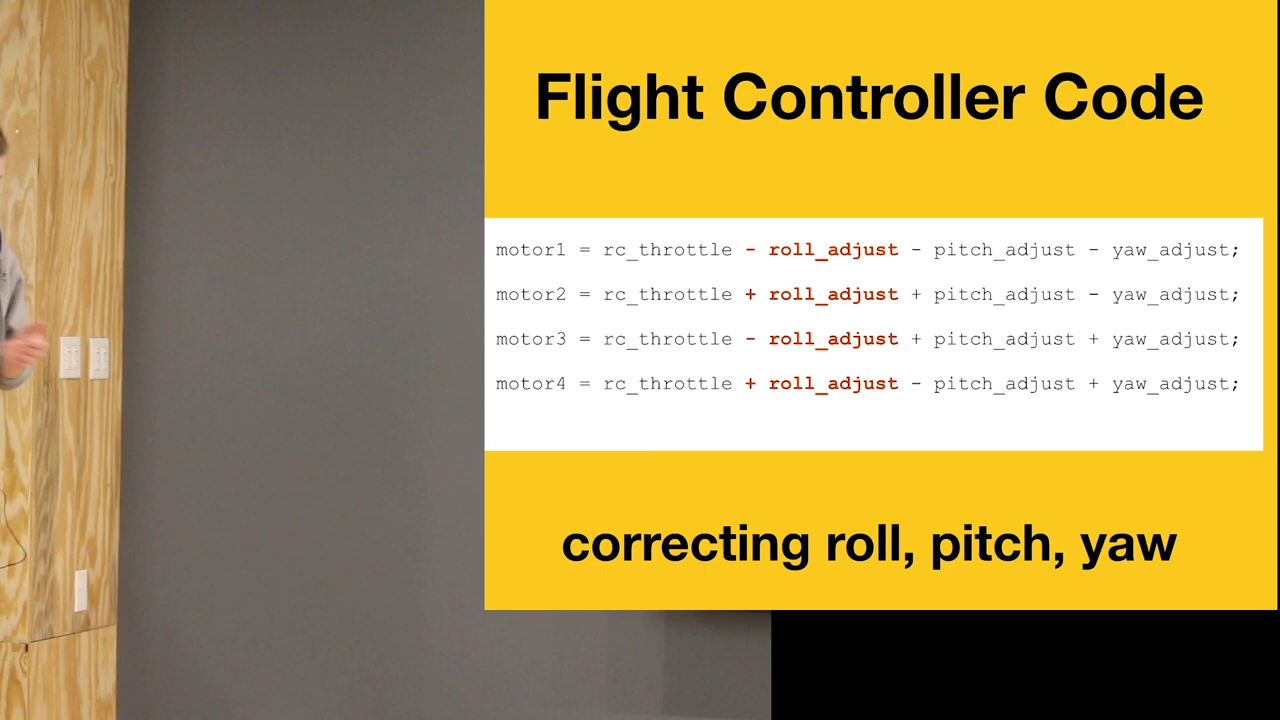 Flight Controller Code
motor1 = rc_throttle - roll_adjust - pitch_adjust - yaw_adjust;
motor2 = rc_throttle + roll_adjust + pitch_adjust - yaw_adjust;
motor3 = rc_throttle - roll_adjust + pitch_adjust + yaw_adjust;
motor4 = rc_throttle + roll_adjust - pitch_adjust + yaw_adjust;
correcting roll, pitch, yaw